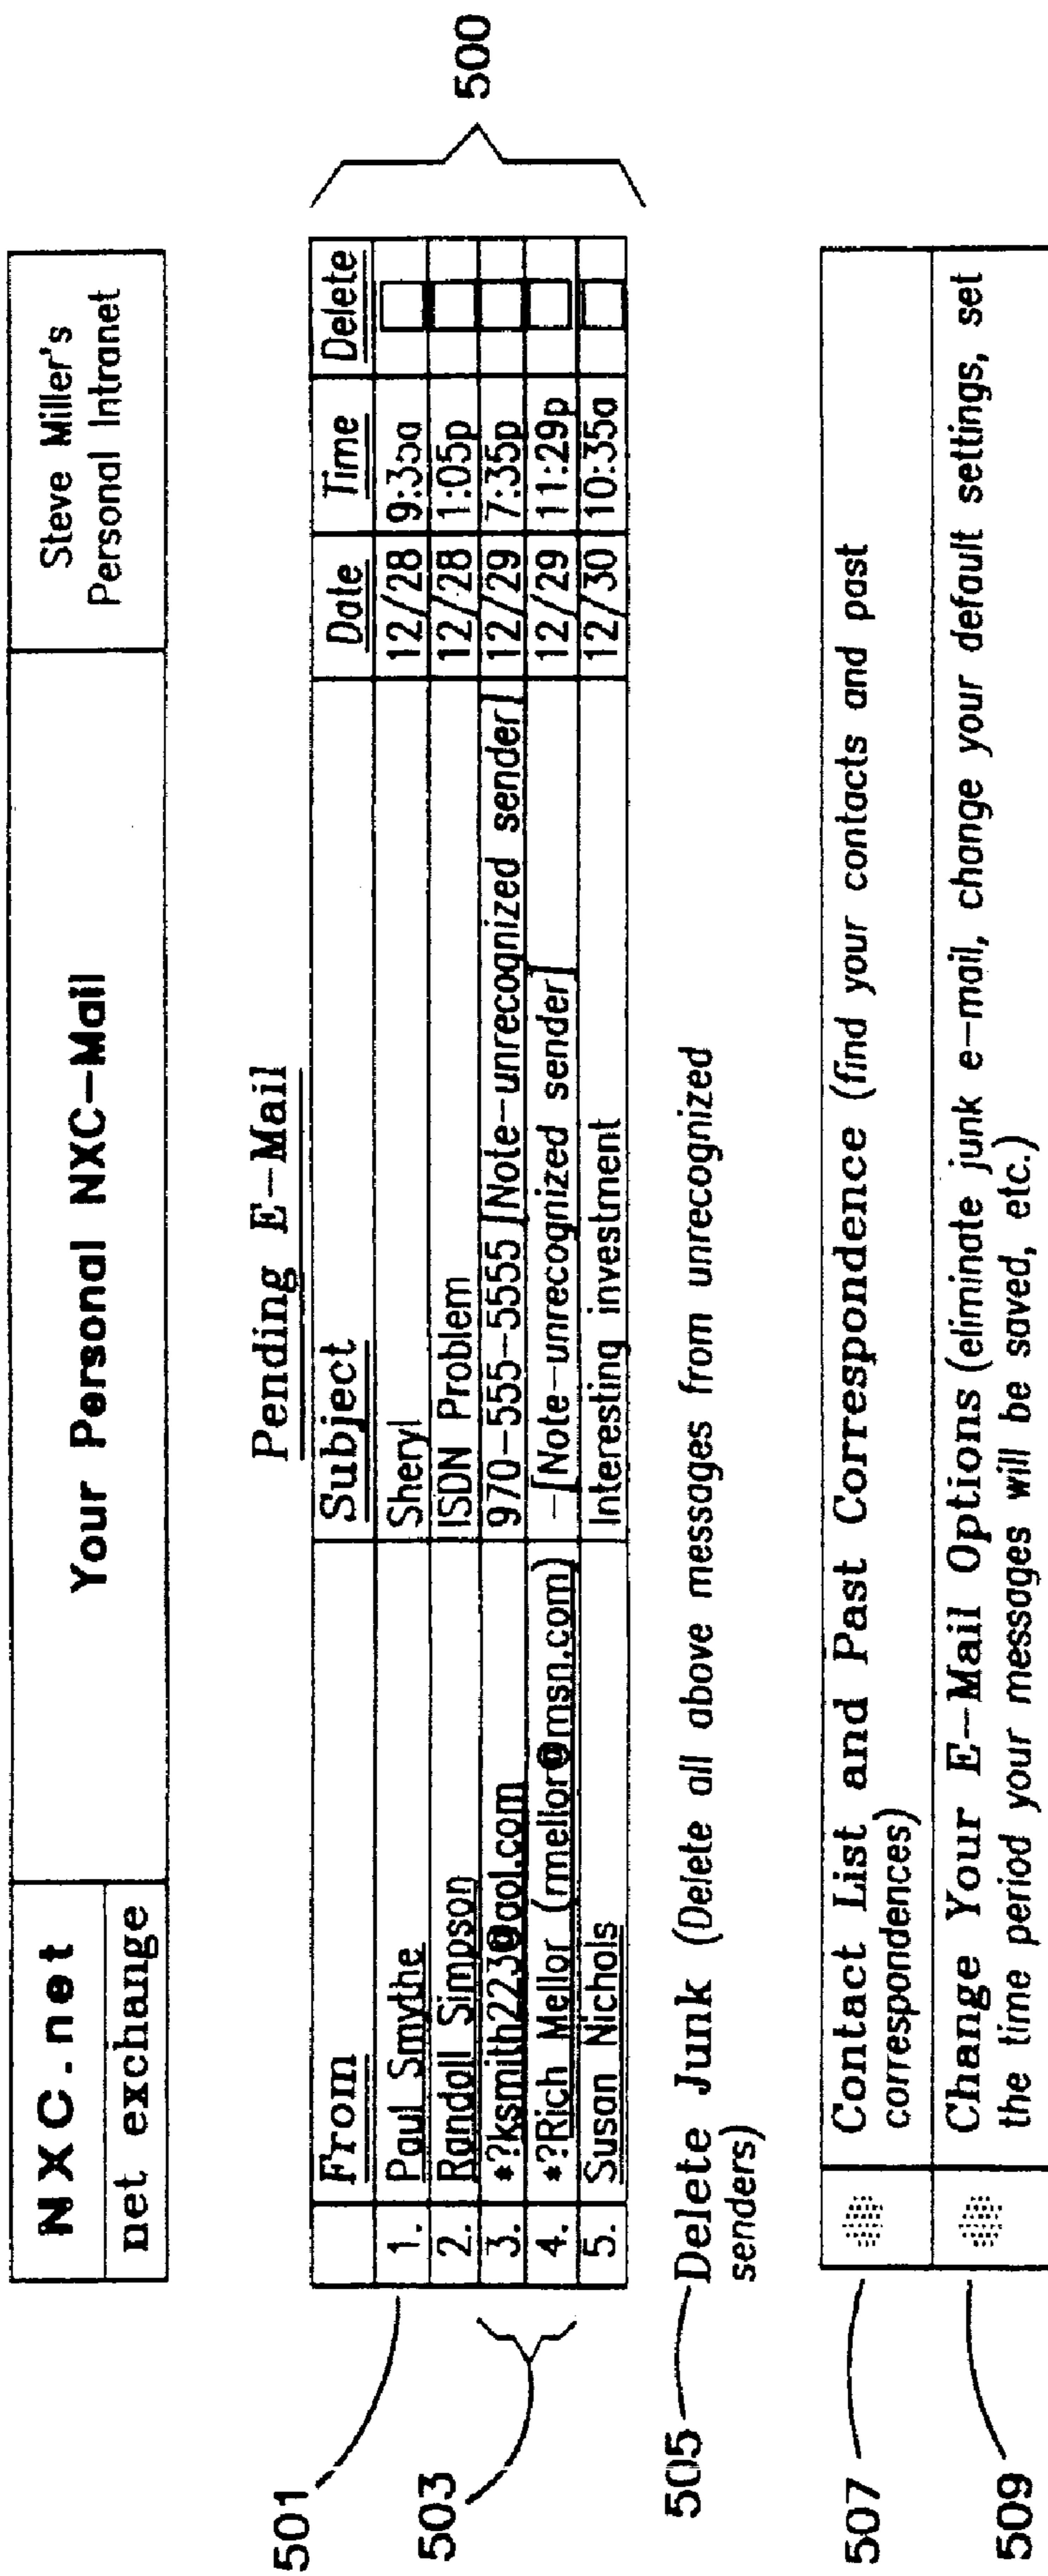 NXC.net
net exchange
Your Personal NXC-Mail
Steve Miller's
Personal Intranet
Pending E-Mail
From Subject Date Time Delete
501
1. Paul Smythe Sheryl 12/28 9:35a
2. Randall Simpson ISDN Problem 12/28 1:05p
503
3. *?ksmith223@aol.com 970-555-5555 [Note-unrecognized sender] 12/29 7:35p
4. *?Rich Mellor (rmellor@msn.com) -[Note-unrecognized sender] 12/29 11:29p
5. Susan Nichols Interesting investment 12/30 10:35a
500
505
Delete Junk (Delete all above messages from unrecognized
senders)
507
Contact List and Past Correspondence (find your contacts and past
correspondences)
509
Change Your E-Mail Options (eliminate junk e-mail, change your default settings, set
the time period your messages will be saved, etc.)